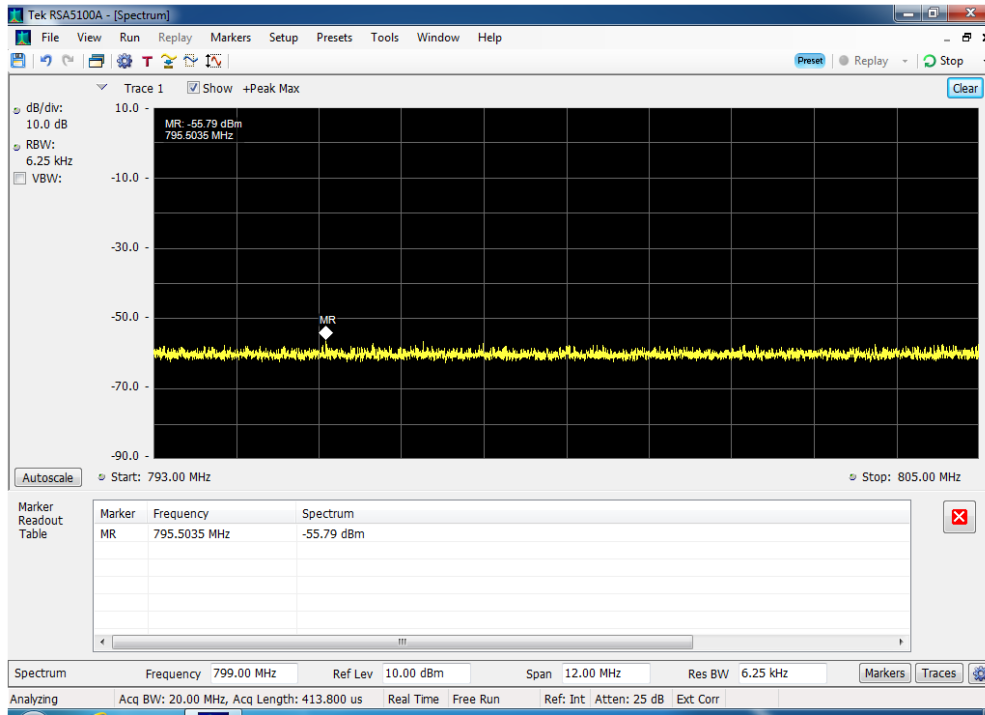 Tek RSA5100A - [Spectrum]
File View Run Replay Markers Setup Presets Tools Window Help
T Preset Replay Stop
Trace 1 Show +Peak Max Clear
dB/div:
10.0 dB
RBW:
6.25 kHz
VBW:
10.0
-10.0
-30.0
-50.0
-70.0
-90.0
MR: -55.79 dBm
795.5035 MHz
MR
Autoscale Start: 793.00 MHz Stop: 805.00 MHz
Marker
Readout
Table
Marker Frequency Spectrum
MR 795.5035 MHz -55.79 dBm
Spectrum Frequency 799.00 MHz Ref Lev 10.00 dBm Span 12.00 MHz Res BW 6.25 kHz Markers Traces
Analyzing Acq BW: 20.00 MHz, Acq Length: 413.800 us Real Time Free Run Ref: Int Atten: 25 dB Ext Corr